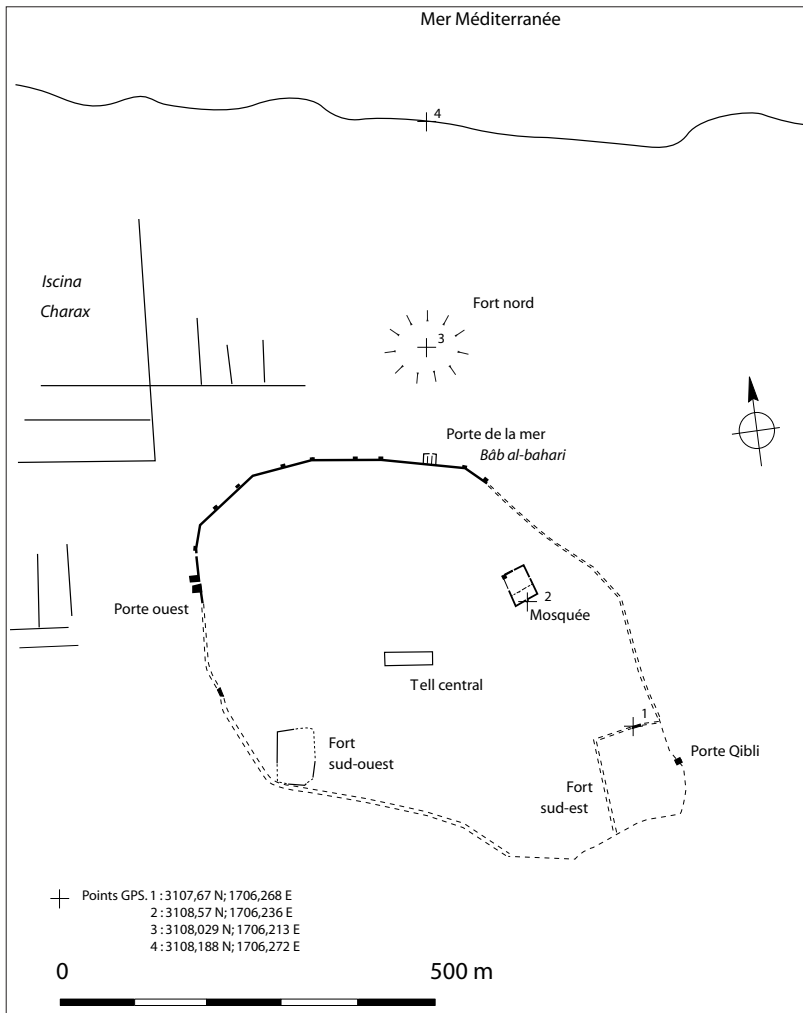 Mer Méditerranée
4
Iscina
Charax
Fort nord
3
Porte de la mer
Bâb al-bahari
Porte ouest
2
Mosquée
Tell central
1
Fort
sud-ouest
Porte Qibli
Fort
sud-est
Points GPS. 1 : 3107,67 N; 1706,268 E
2 : 3108,57 N; 1706,236 E
3 : 3108,029 N; 1706,213 E
4 : 3108,188 N; 1706,272 E
0
500 m